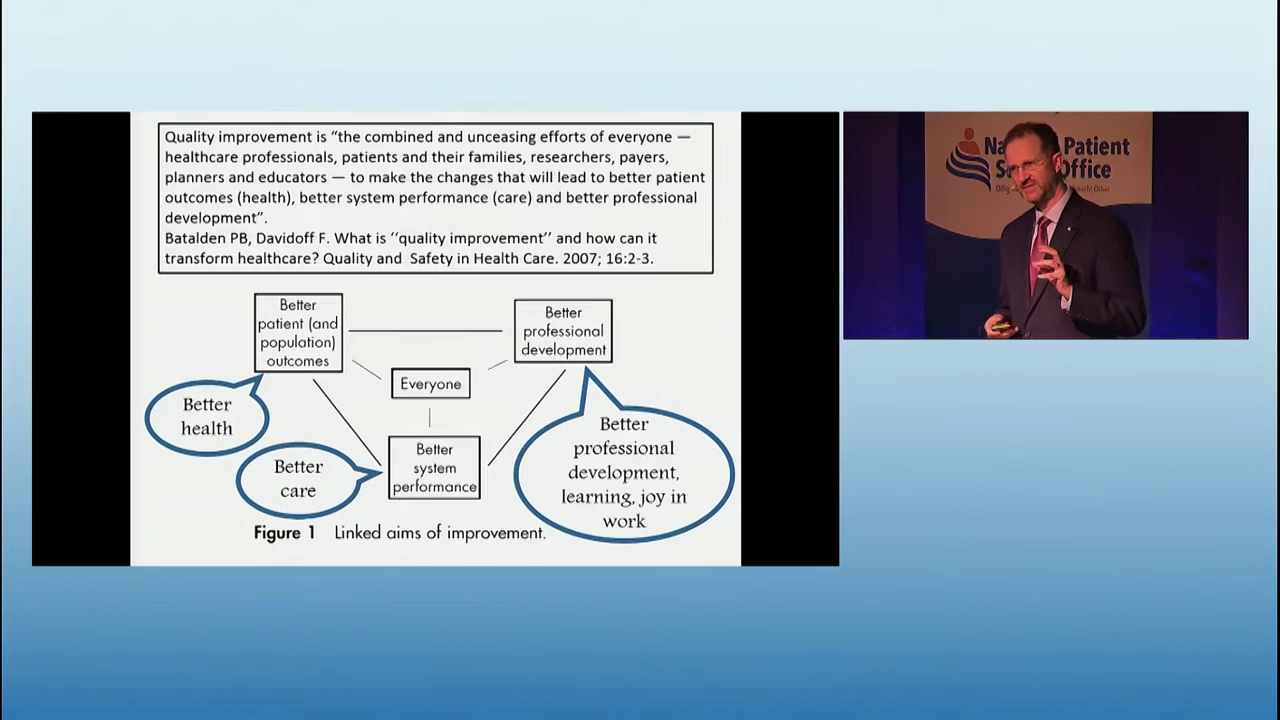 Quality improvement is “the combined and unceasing efforts of everyone —
healthcare professionals, patients and their families, researchers, payers,
planners and educators — to make the changes that will lead to better patient
outcomes (health), better system performance (care) and better professional
development”.
Batalden PB, Davidoff F. What is ‘‘quality improvement’’ and how can it
transform healthcare? Quality and Safety in Health Care. 2007; 16:2-3.
Better
patient (and
population)
outcomes
Better
professional
development
Everyone
Better
health
Better
care
Better
system
performance
Better
professional
development,
learning, joy in
work
Figure 1 Linked aims of improvement.
Patient
Office